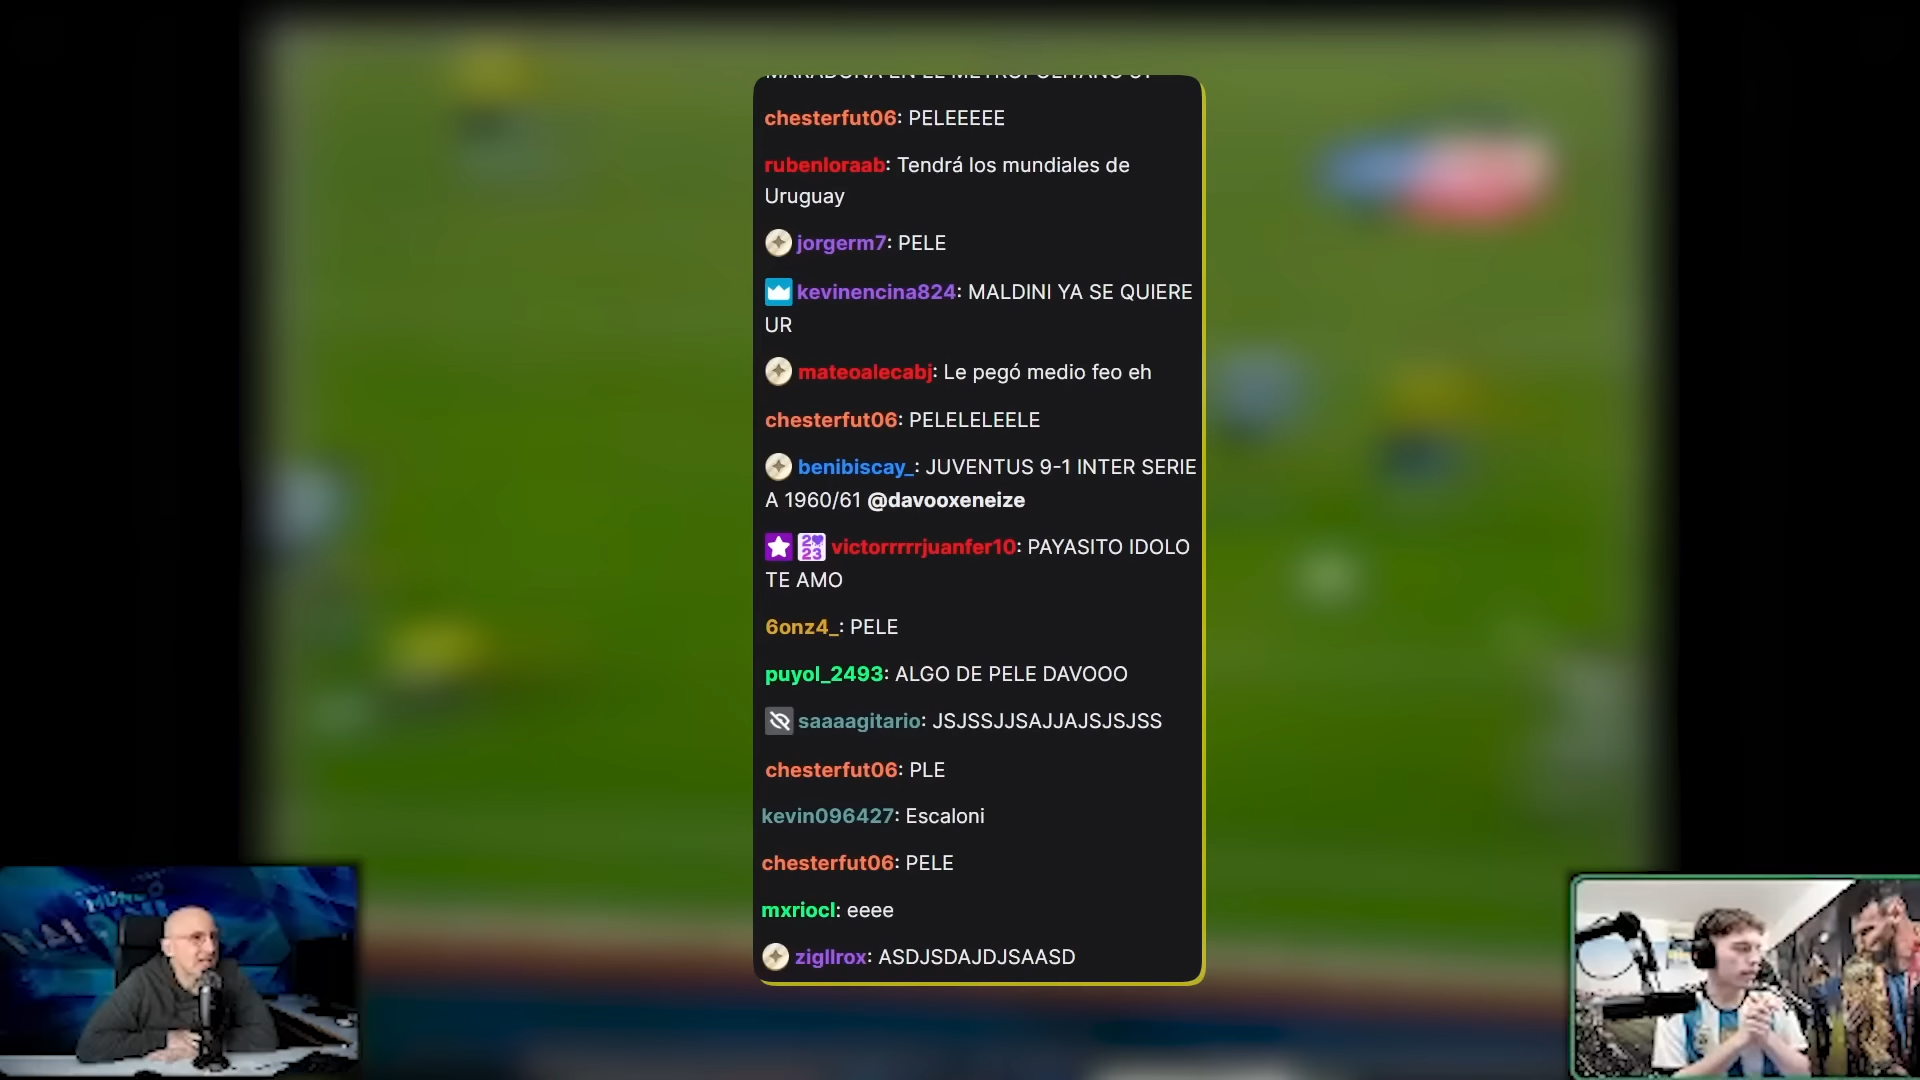 chesterfut06: PELEEEEE
rubenloraab: Tendrá los mundiales de
Uruguay
jorgerm7: PELE
kevinencina824: MALDINI YA SE QUIERE
UR
mateoalecabj: Le pegó medio feo eh
chesterfut06: PELELELEELE
benibiscay_: JUVENTUS 9-1 INTER SERIE
A 1960/61 @davooxeneize
2023 victorrrrrjuanfer10: PAYASITO IDOLO
TE AMO
6onz4_: PELE
puyol_2493: ALGO DE PELE DAVOOO
saaaagitario: JSJSSJJSAJJAJSJSJSS
chesterfut06: PLE
kevin096427: Escaloni
chesterfut06: PELE
mxriocl: eeee
zigllrox: ASDJSDAJDJSAASD
MUNDO